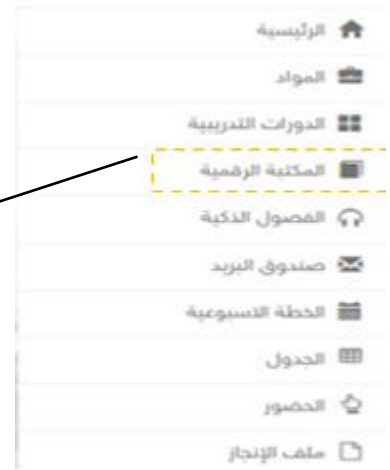 الرئيسية
المواد
الدورات التدريبية
المكتبة الرقمية
الفصول الذكية
صندوق البريد
الخطة الاسبوعية
الجدول
الحضور
ملف الإنجاز